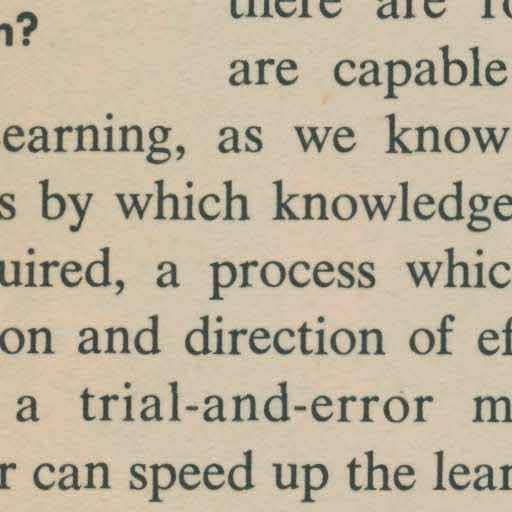 there are
n?
are capable
earning, as we know
s by which knowledge
uired, a process whic
on and direction of ef
a trial-and-error m
r can speed up the lear